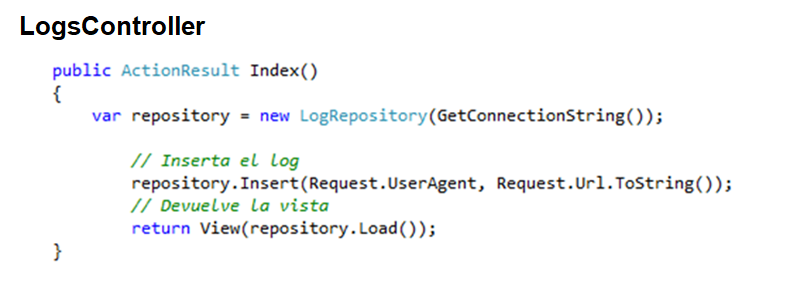 LogsController
public ActionResult Index()
{
var repository = new LogRepository(GetConnectionString());
// Inserta el log
repository.Insert(Request.UserAgent, Request.Url.ToString());
// Devuelve la vista
return View(repository.Load());
}